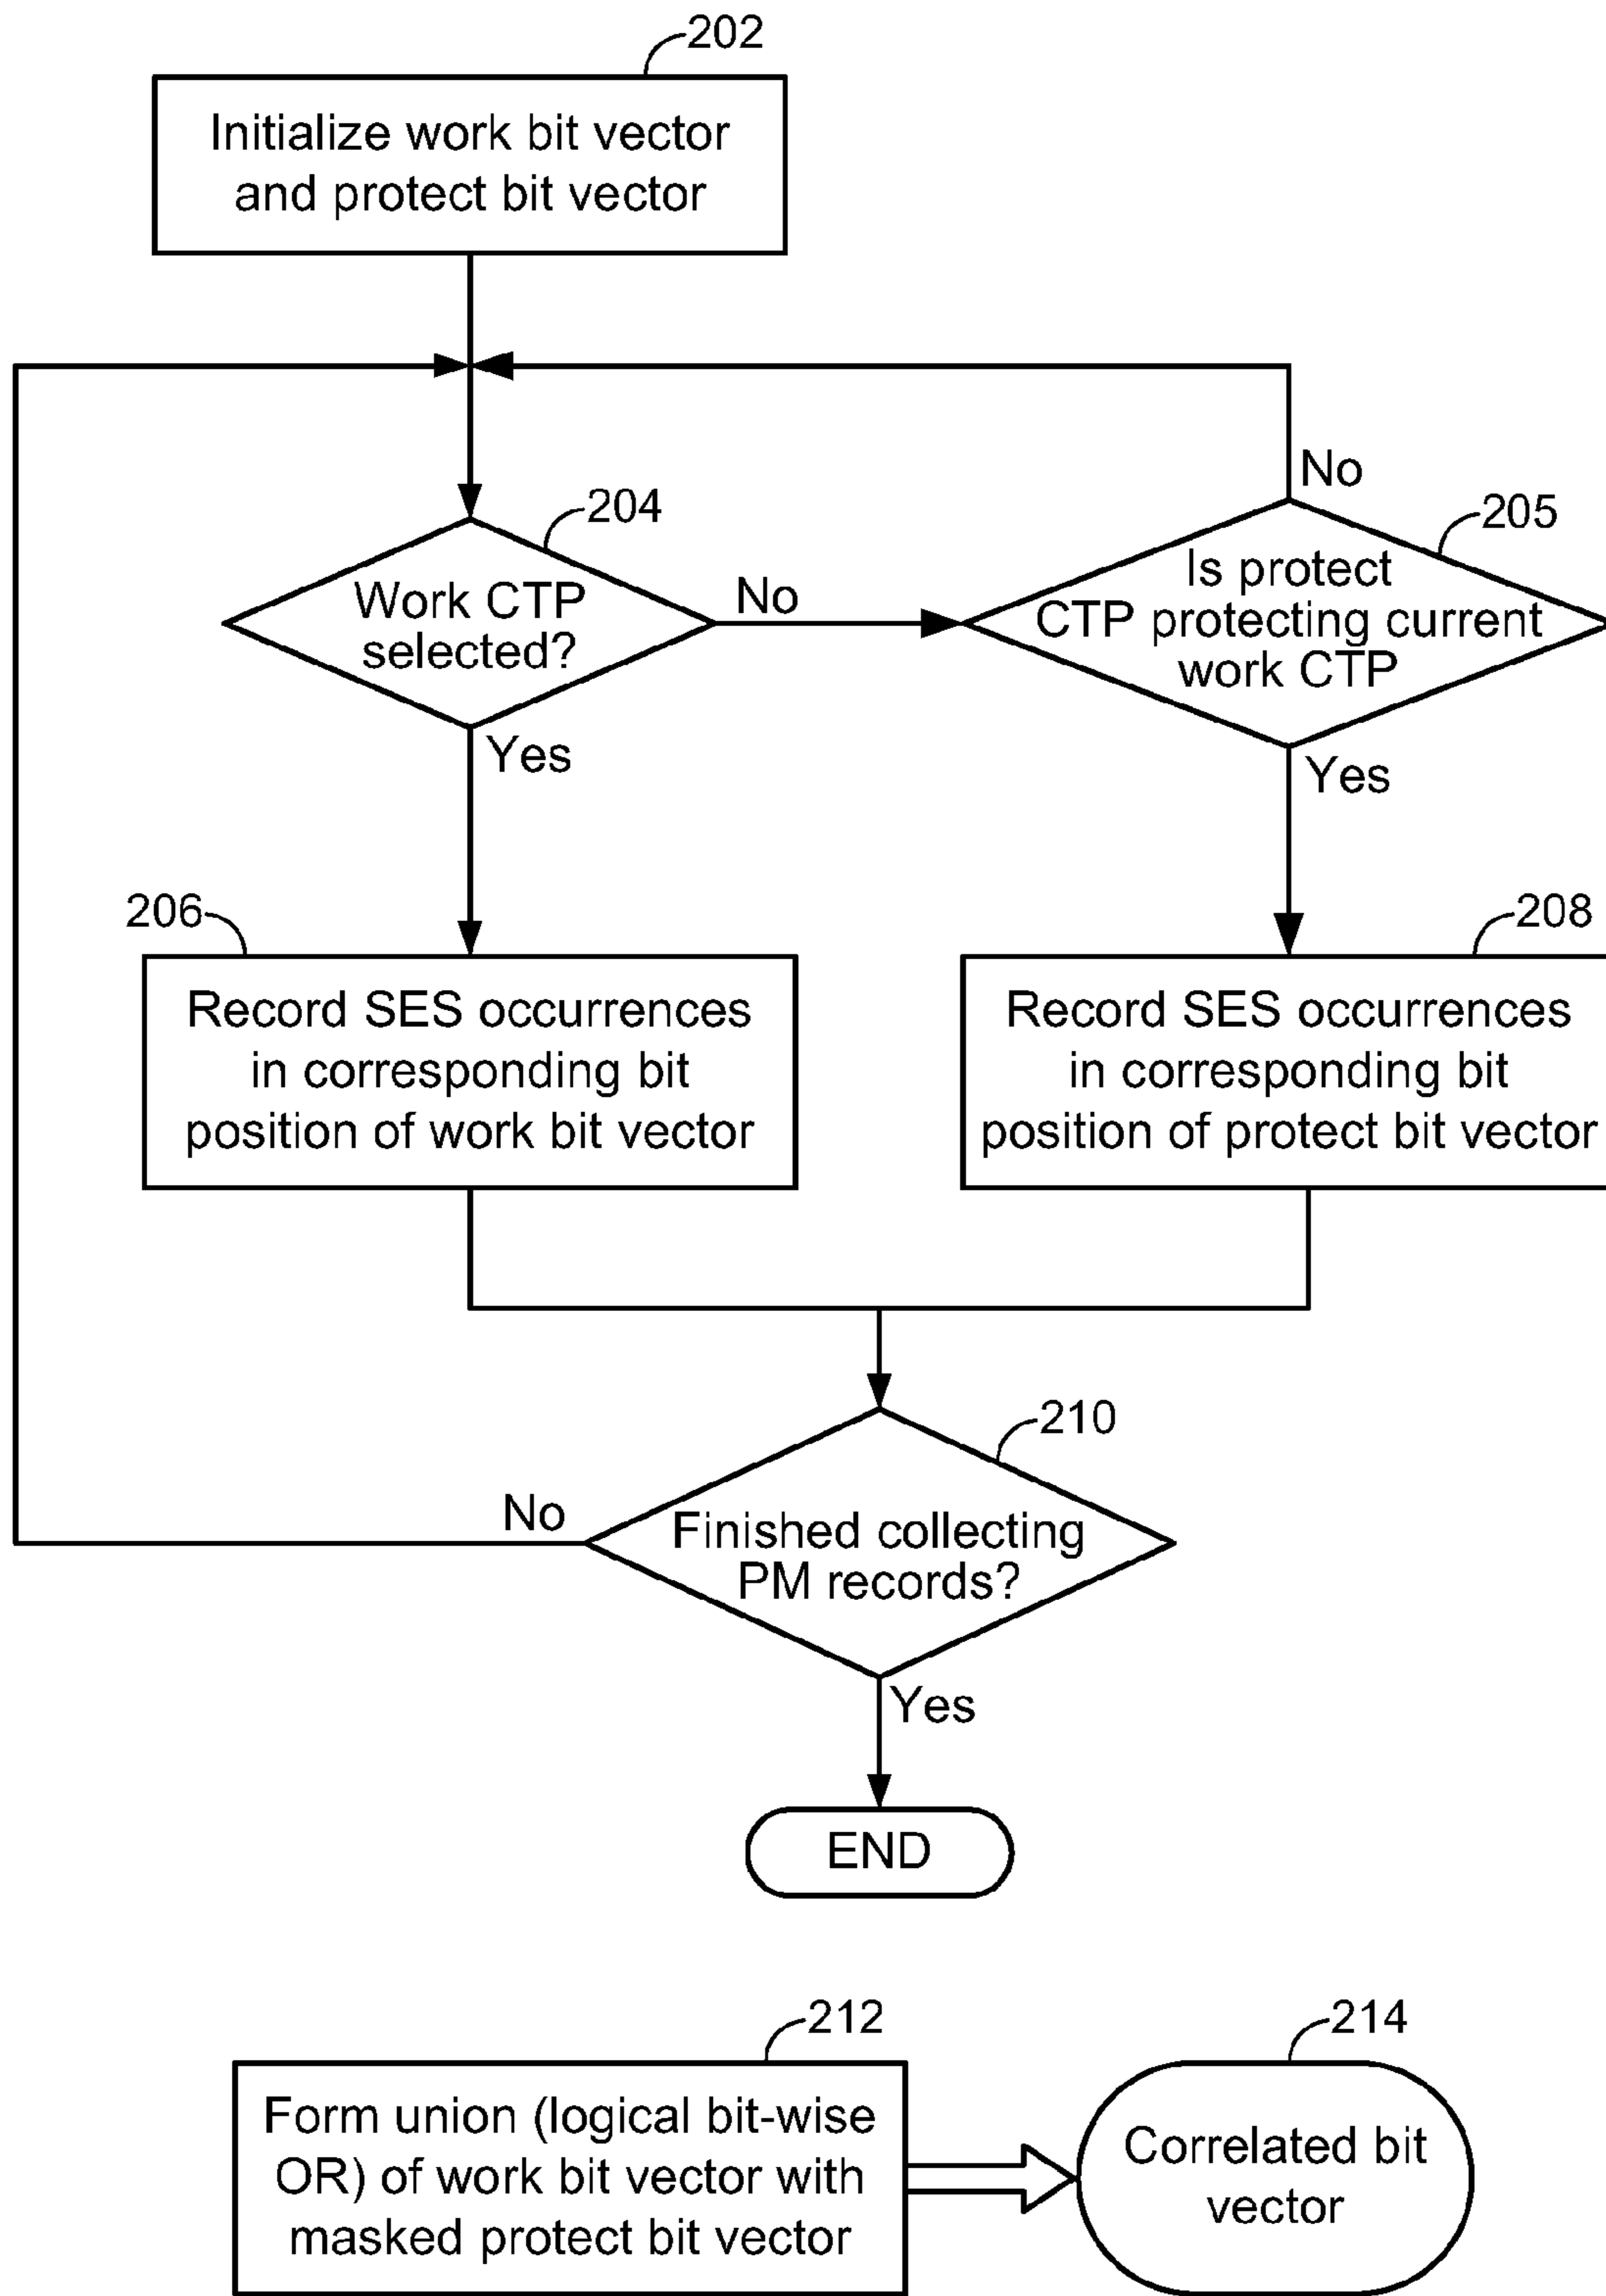 202
Initialize work bit vector
and protect bit vector
No
204
Work CTP
selected?
No
205
Is protect
CTP protecting current
work CTP
Yes
Yes
206
Record SES occurrences
in corresponding bit
position of work bit vector
208
Record SES occurrences
in corresponding bit
position of protect bit vector
210
No
Finished collecting
PM records?
Yes
END
212
Form union (logical bit-wise
OR) of work bit vector with
masked protect bit vector
214
Correlated bit
vector